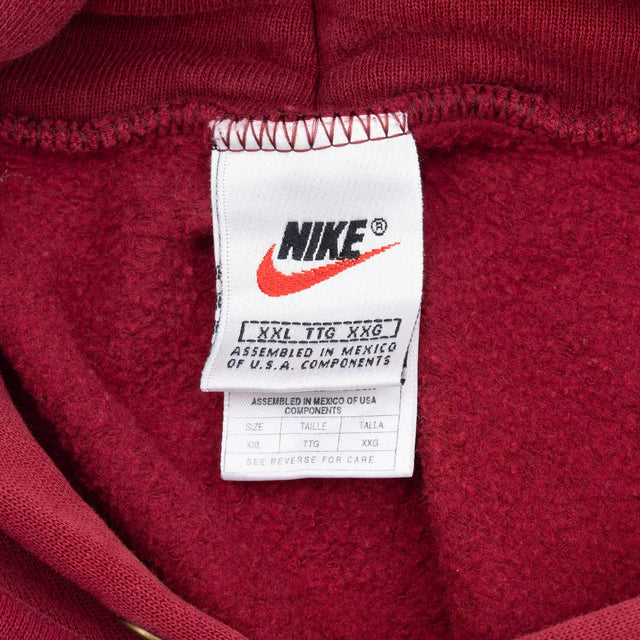 NIKE®
XXL TTG XXG
ASSEMBLED IN MEXICO
OF U.S.A. COMPONENTS
ASSEMBLED IN MEXICO OF USA
COMPONENTS
SIZE TAILLE TALLA
XXL TTG XXG
SEE REVERSE FOR CARE